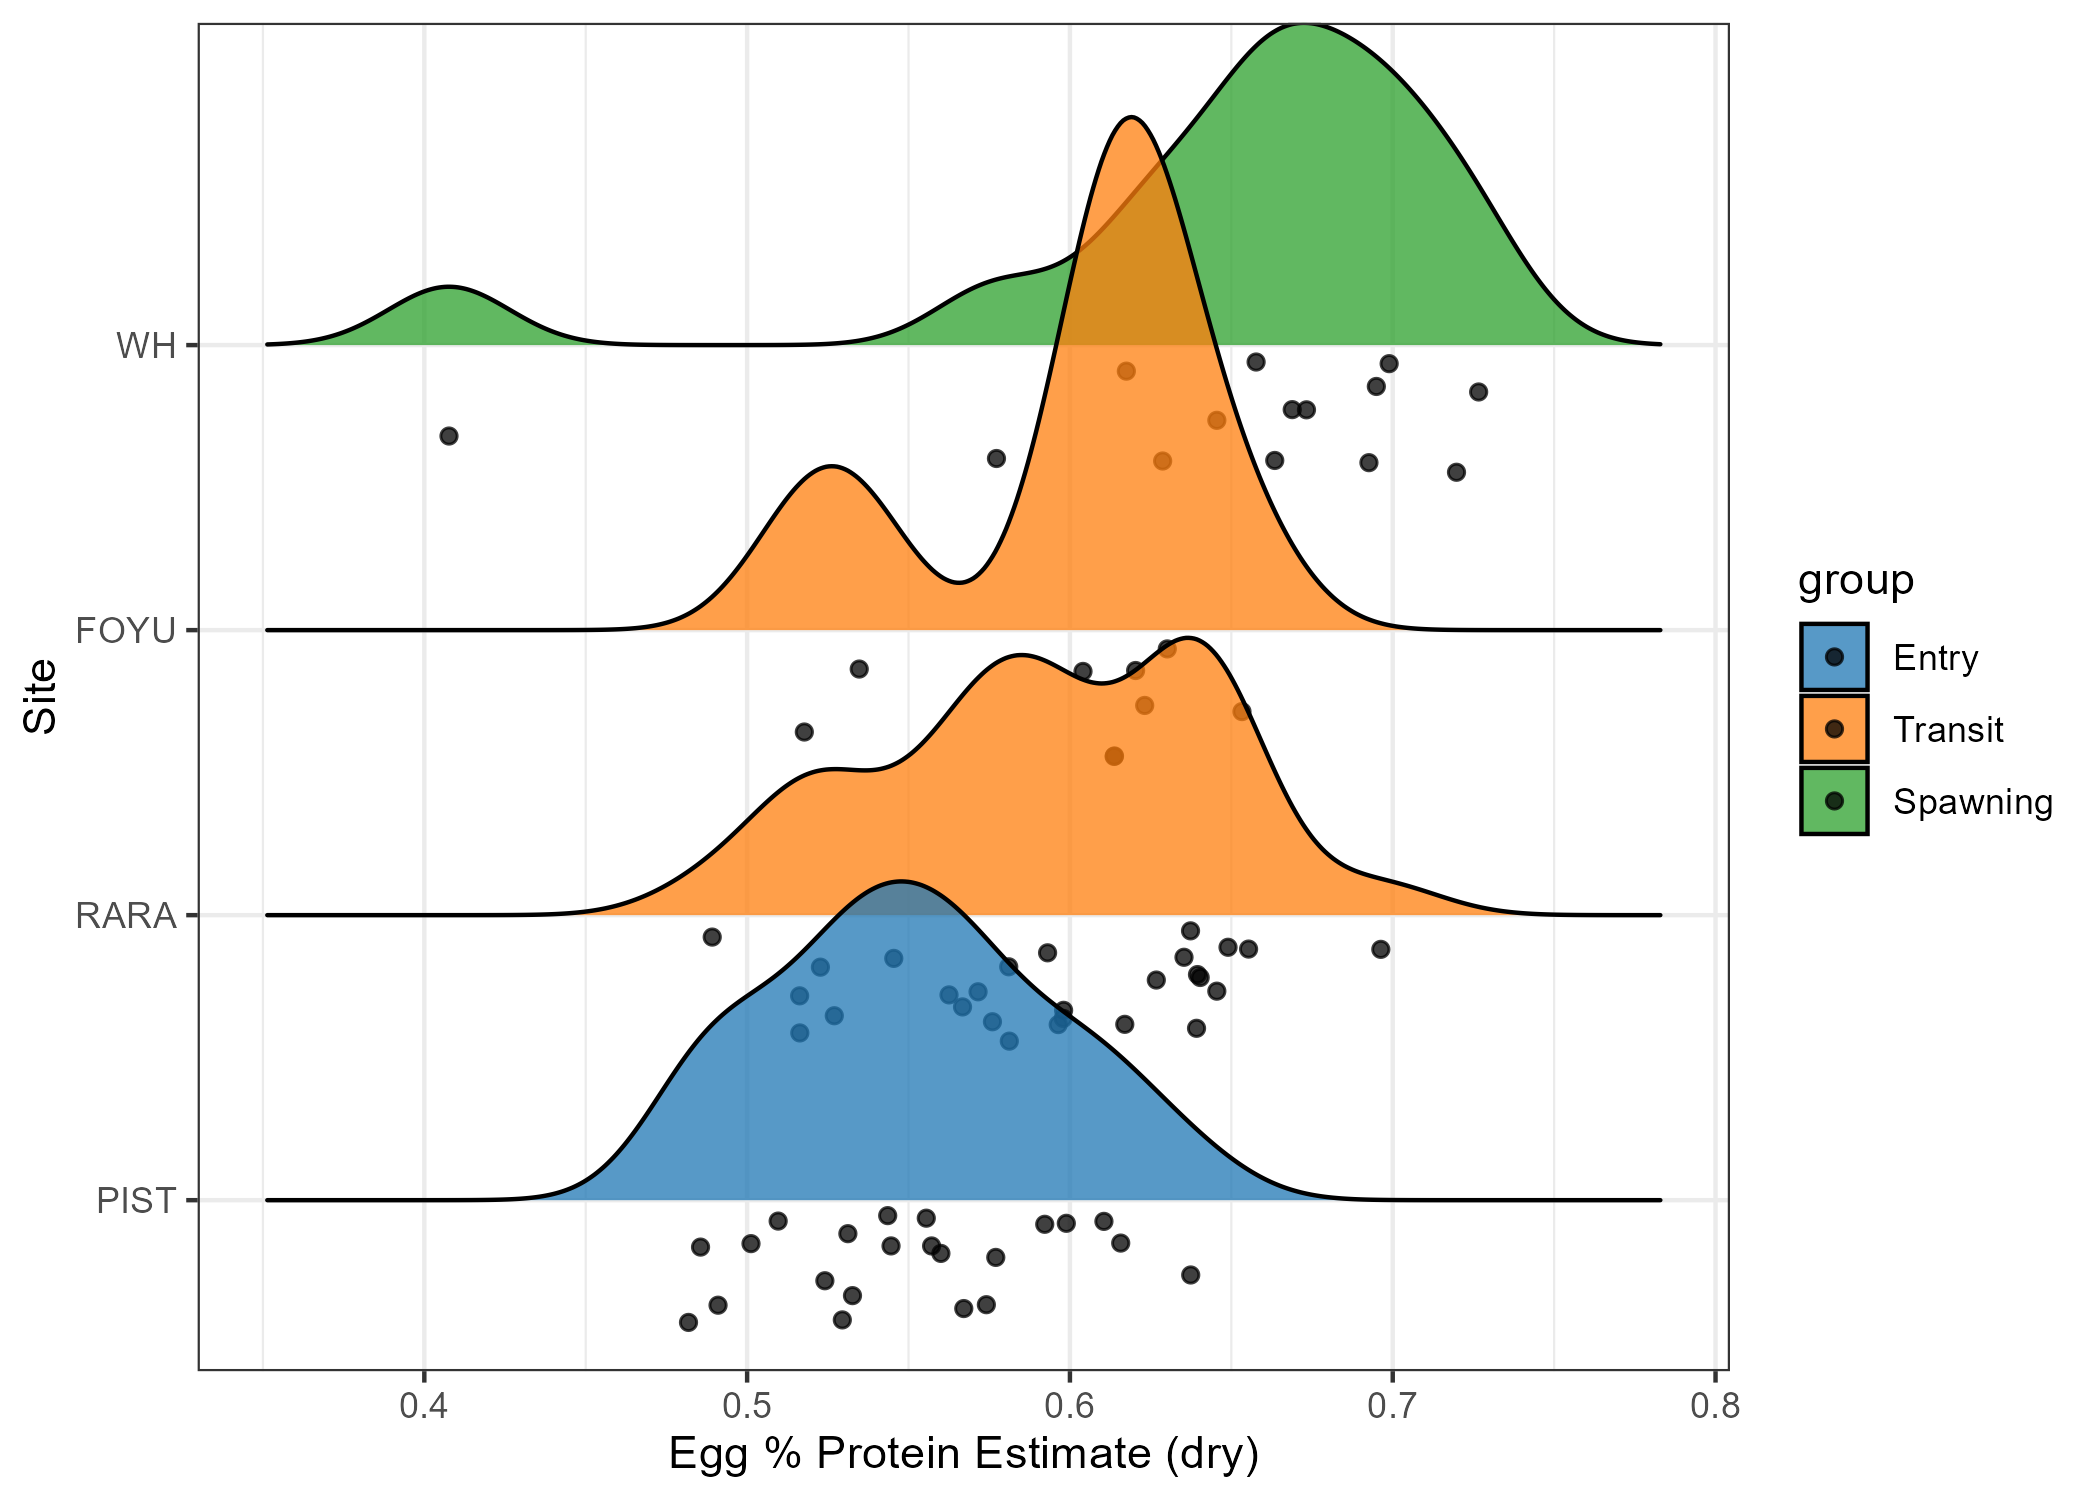 WH
FOYU
RARA
PIST
Site
0.4 0.5 0.6 0.7 0.8
Egg % Protein Estimate (dry)
group
Entry
Transit
Spawning